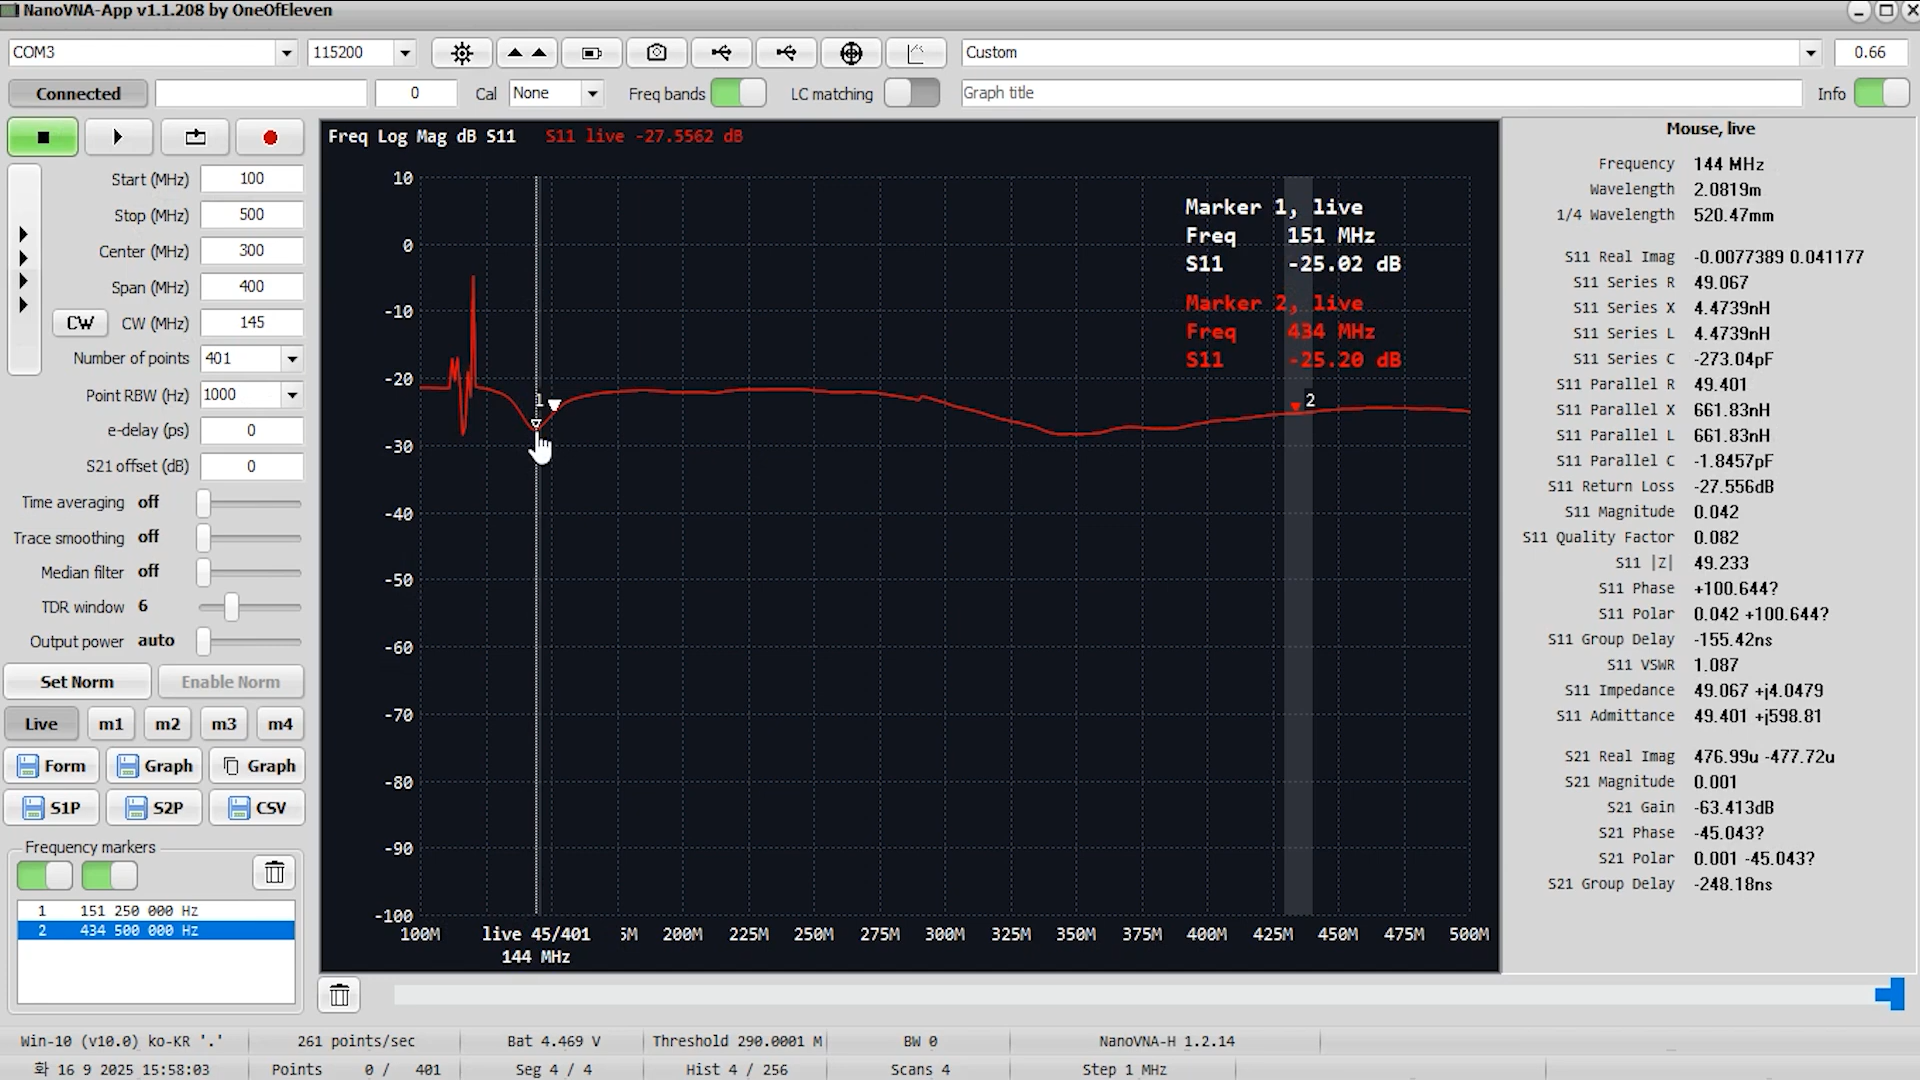 NanoVNA-App v1.1.208 by OneOfEleven
COM3
115200
Custom
0.66
Connected
0
Cal
None
Freq bands
LC matching
Graph title
Info
Start (MHz) 100
Stop (MHz) 500
Center (MHz) 300
Span (MHz) 400
CW
CW (MHz) 145
Number of points 401
Point RBW (Hz) 1000
e-delay (ps) 0
S21 offset (dB) 0
Time averaging off
Trace smoothing off
Median filter off
TDR window 6
Output power auto
Set Norm
Enable Norm
Live m1 m2 m3 m4
Form Graph Graph
S1P S2P CSV
Frequency markers
1 151 250 000 Hz
2 434 500 000 Hz
Freq Log Mag dB S11 S11 live -27.5562 dB
10
0
-10
-20
-30
-40
-50
-60
-70
-80
-90
-100
Marker 1, live
Freq 151 MHz
S11 -25.02 dB
Marker 2, live
Freq 434 MHz
S11 -25.20 dB
1
2
100M live 45/401 5M 200M 225M 250M 275M 300M 325M 350M 375M 400M 425M 450M 475M 500M
144 MHz
Mouse, live
Frequency 144 MHz
Wavelength 2.0819m
1/4 Wavelength 520.47mm
S11 Real Imag -0.0077389 0.041177
S11 Series R 49.067
S11 Series X 4.4739nH
S11 Series L 4.4739nH
S11 Series C -273.04pF
S11 Parallel R 49.401
S11 Parallel X 661.83nH
S11 Parallel L 661.83nH
S11 Parallel C -1.8457pF
S11 Return Loss -27.556dB
S11 Magnitude 0.042
S11 Quality Factor 0.082
S11 |Z| 49.233
S11 Phase +100.644?
S11 Polar 0.042 +100.644?
S11 Group Delay -155.42ns
S11 VSWR 1.087
S11 Impedance 49.067 +j4.0479
S11 Admittance 49.401 +j598.81
S21 Real Imag 476.99u -477.72u
S21 Magnitude 0.001
S21 Gain -63.413dB
S21 Phase -45.043?
S21 Polar 0.001 -45.043?
S21 Group Delay -248.18ns
Win-10 (v10.0) ko-KR '.' 261 points/sec Bat 4.469 V Threshold 290.0001 M BW 0 NanoVNA-H 1.2.14
화 16 9 2025 15:58:03 Points 0 / 401 Seg 4 / 4 Hist 4 / 256 Scans 4 Step 1 MHz